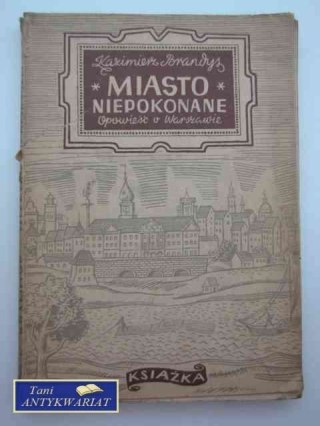 Kazimierz Brandys
* MIASTO *
NIEPOKONANE
Opowieść o Warszawie
KSIĄŻKA
Tani
ANTYKWARIAT